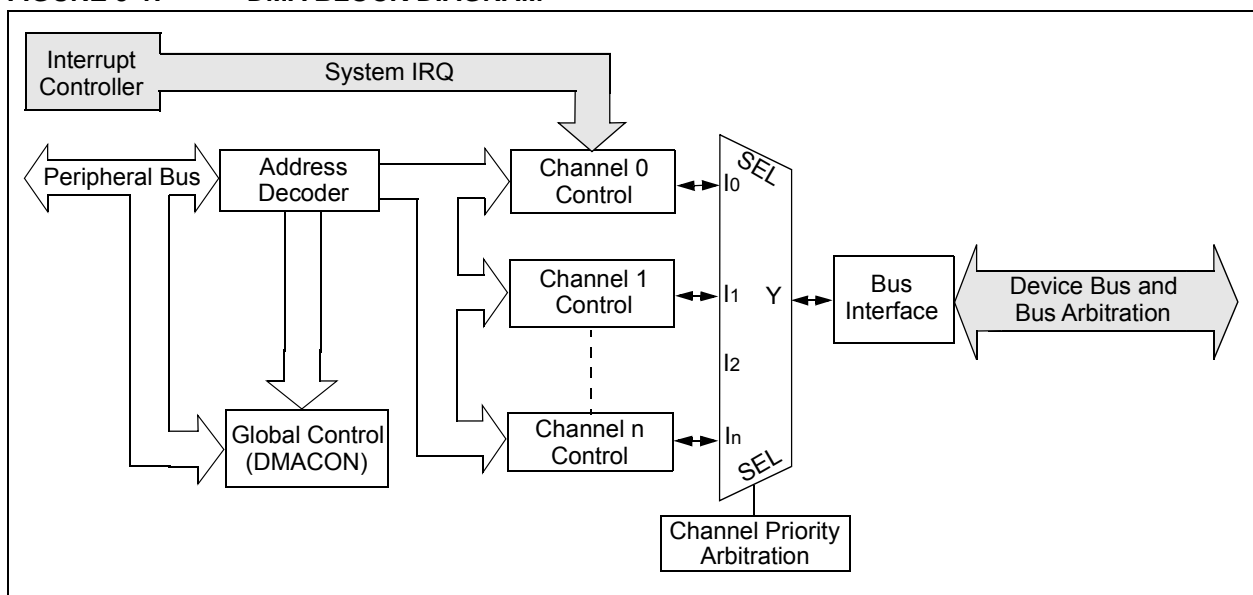 Interrupt
Controller
System IRQ
Peripheral Bus
Address
Decoder
Channel 0
Control
SEL
I0
Channel 1
Control
I1
Y
Bus
Interface
Device Bus and
Bus Arbitration
I2
Global Control
(DMACON)
Channel n
Control
In
SEL
Channel Priority
Arbitration